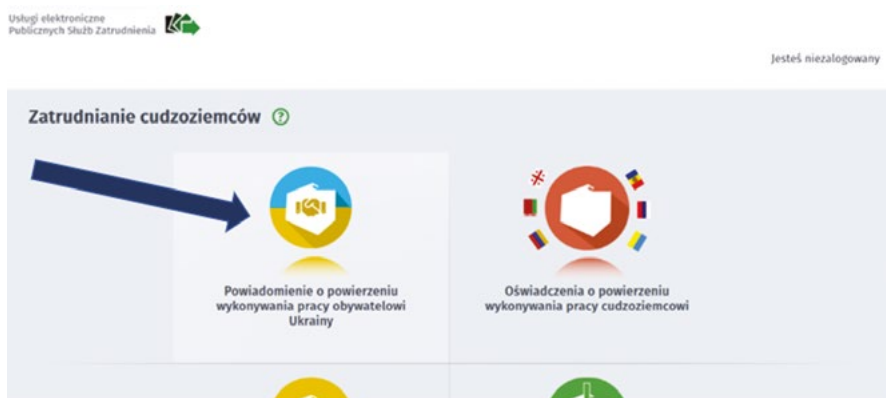 Usługi elektroniczne
Publicznych Służb Zatrudnienia
Jesteś niezalogowany
Zatrudnianie cudzoziemców ?
Powiadomienie o powierzeniu
wykonywania pracy obywatelowi
Ukrainy
Oświadczenia o powierzeniu
wykonywania pracy cudzoziemcowi